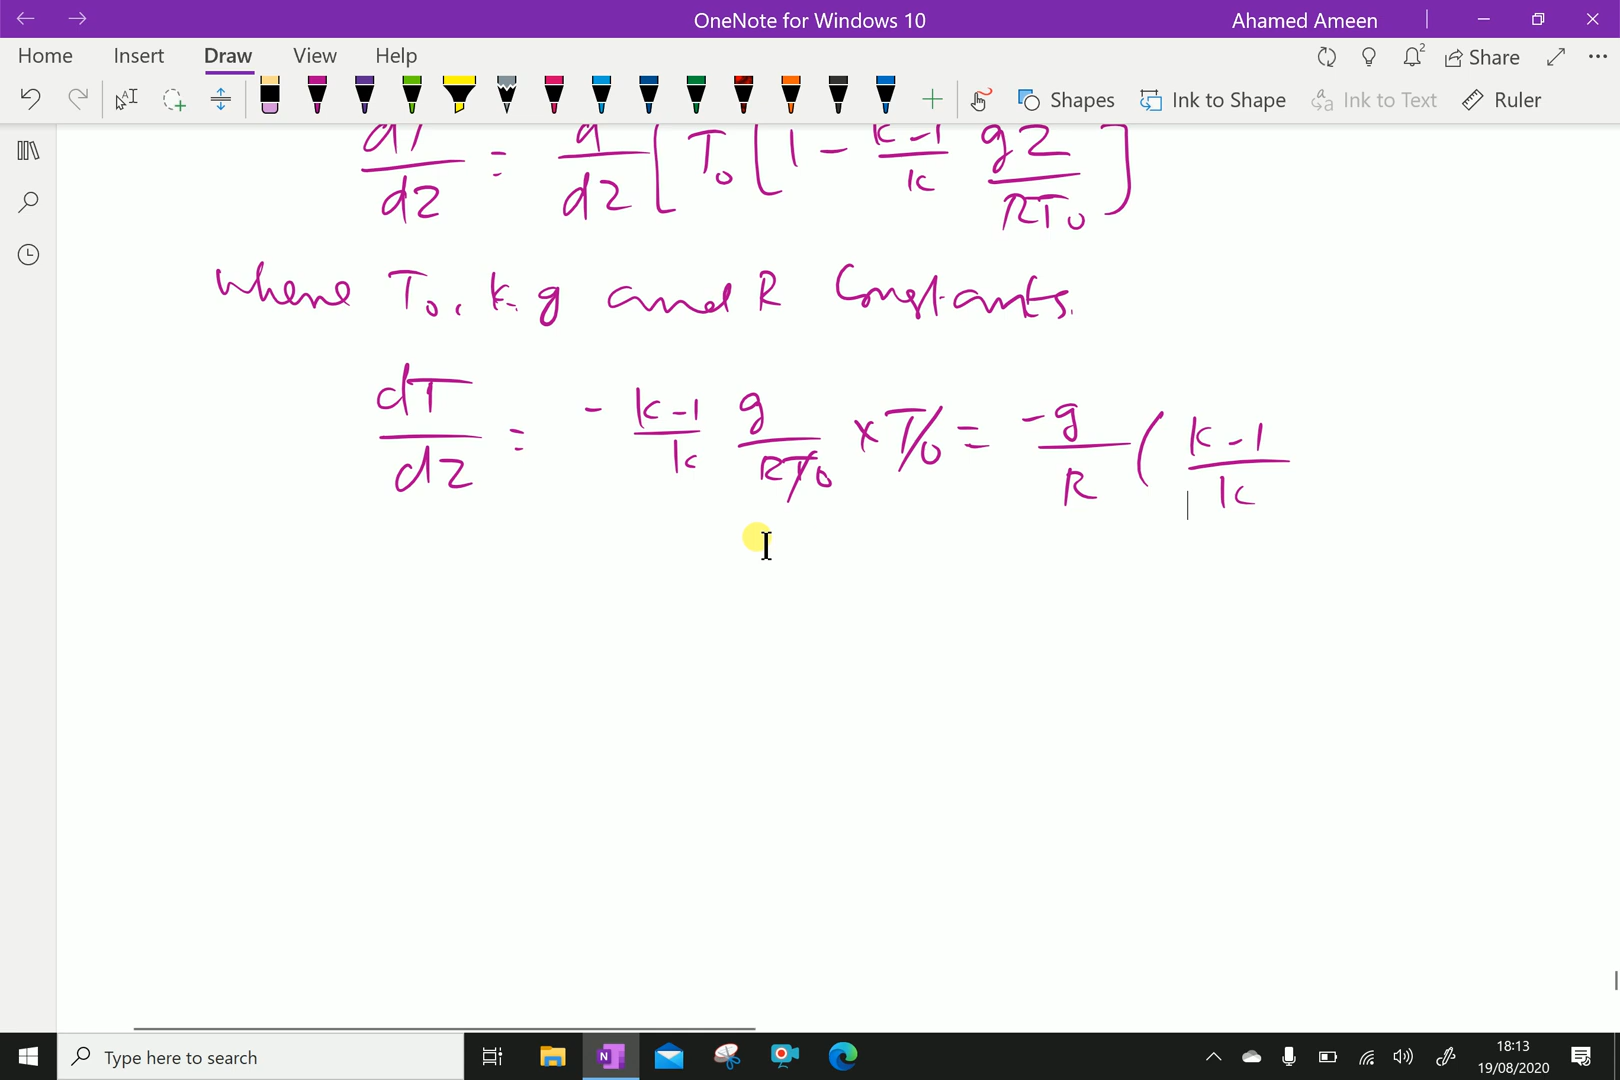 OneNote for Windows 10
Ahamed Ameen
Home Insert Draw View Help
2
Share
Shapes Ink to Shape Ink to Text Ruler
dT/dz = d/dz [T₀ (1 - k-1/k gz/RT₀]
where T₀, k, g and R Constants.
dT/dz = - k-1/k g/RT₀ × T₀ = -g/R ( k-1/k
Type here to search
18:13
19/08/2020